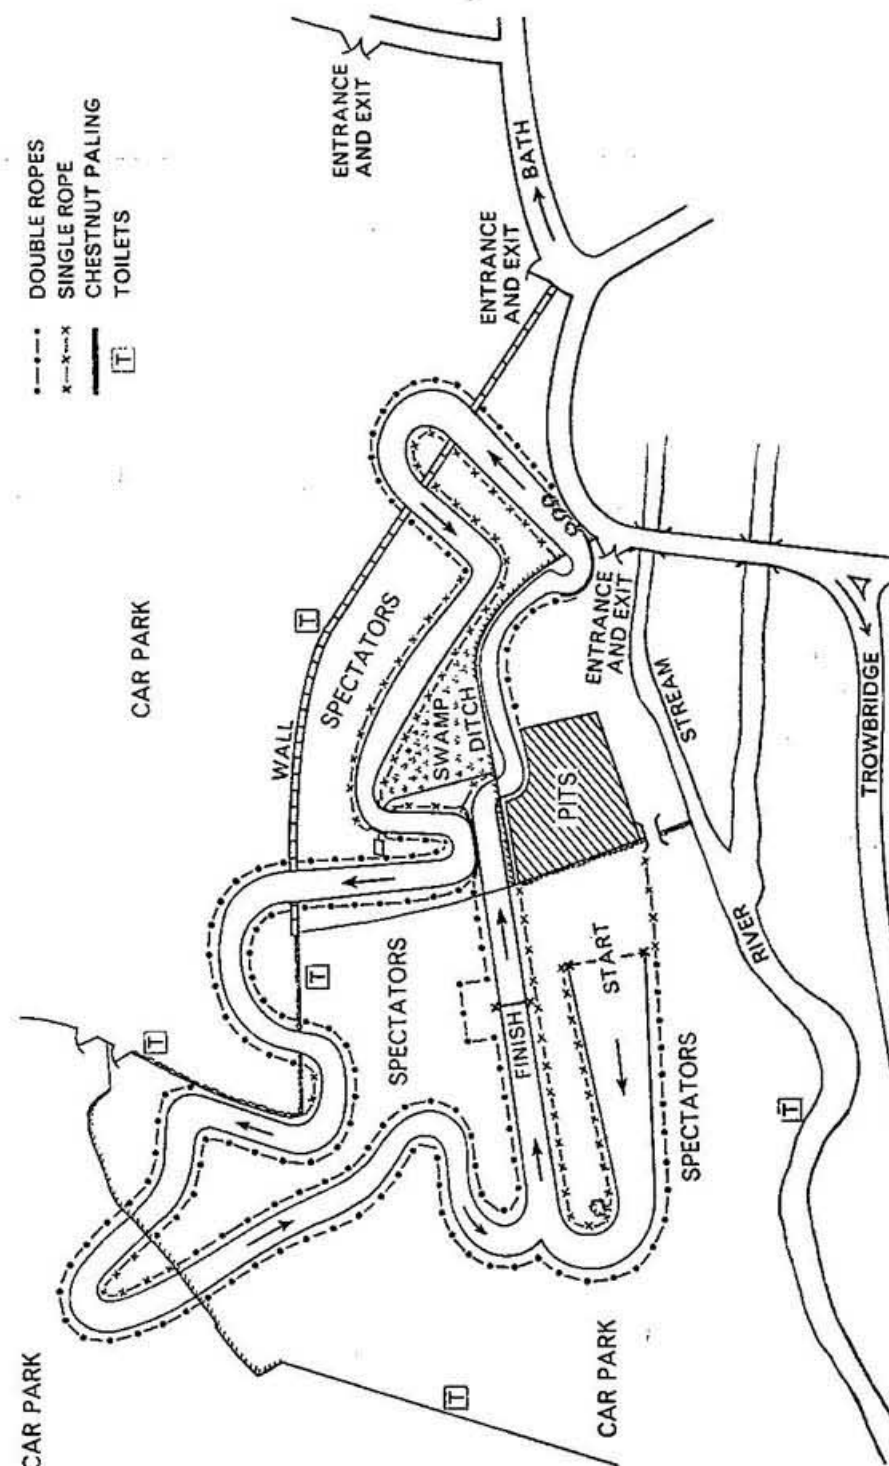 DOUBLE ROPES
SINGLE ROPE
CHESTNUT PALING
T TOILETS
ENTRANCE
AND EXIT
BATH
ENTRANCE
AND EXIT
CAR PARK
T
SPECTATORS
WALL
SWAMP
DITCH
ENTRANCE
AND EXIT
STREAM
TROWBRIDGE
PITS
RIVER
START
FINISH
SPECTATORS
T
SPECTATORS
T
T
CAR PARK
T
CAR PARK